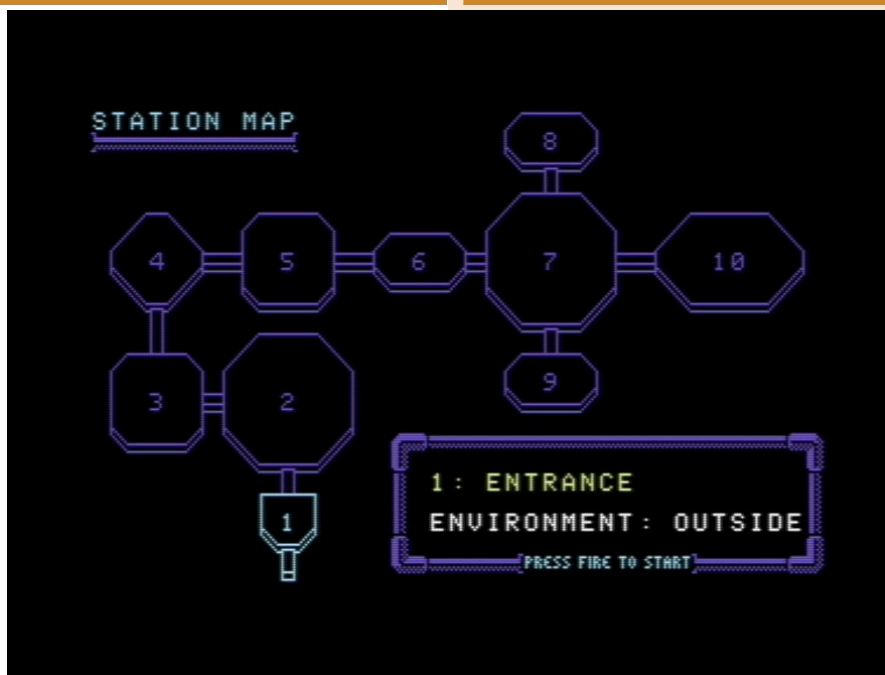 STATION MAP
8
4
5
6
7
10
3
2
9
1
1: ENTRANCE
ENVIRONMENT: OUTSIDE
PRESS FIRE TO START